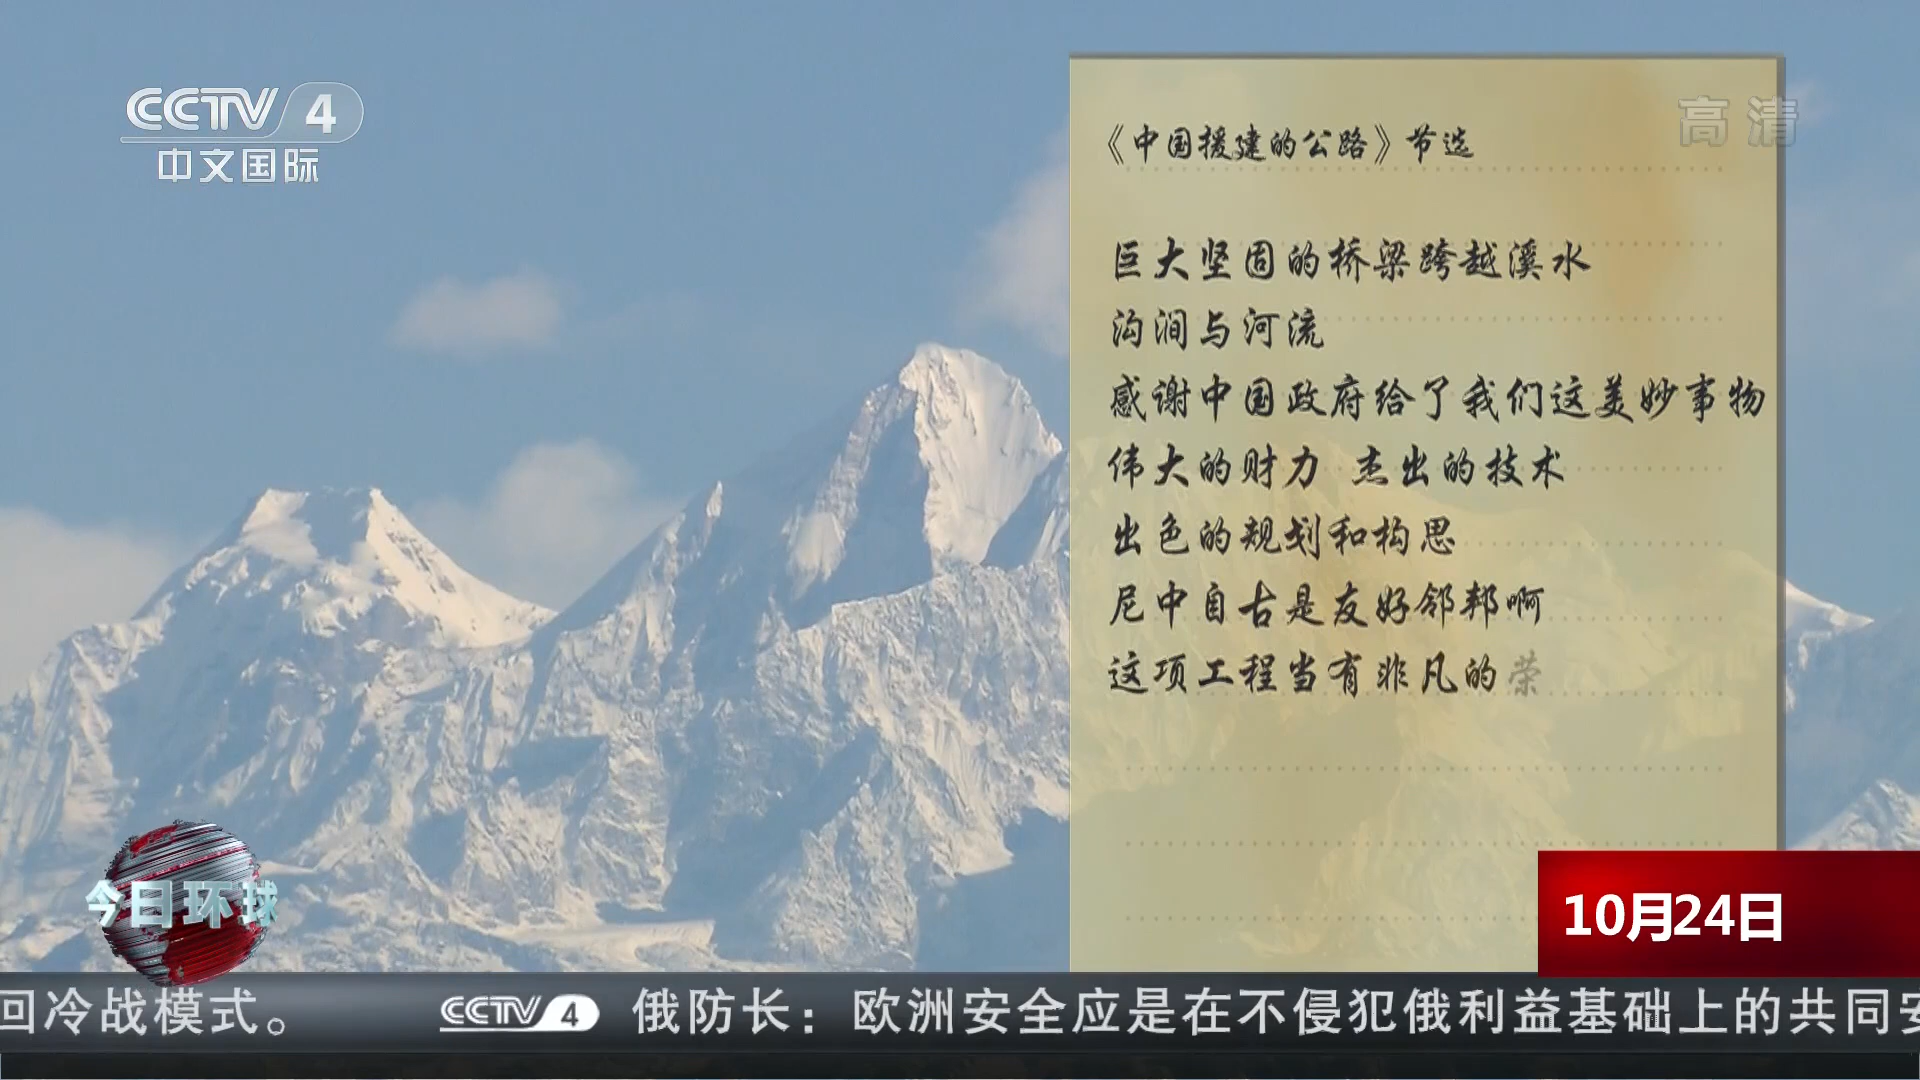 CCTV 4
中文国际
高清
《中国援建的公路》节选
巨大坚固的桥梁跨越溪水
沟涧与河流
感谢中国政府给了我们这美妙事物
伟大的财力 杰出的技术
出色的规划和构思
尼中自古是友好邻邦啊
这项工程当有非凡的荣
今日环球
10月24日
回冷战模式。 CCTV 4 俄防长：欧洲安全应是在不侵犯俄利益基础上的共同安